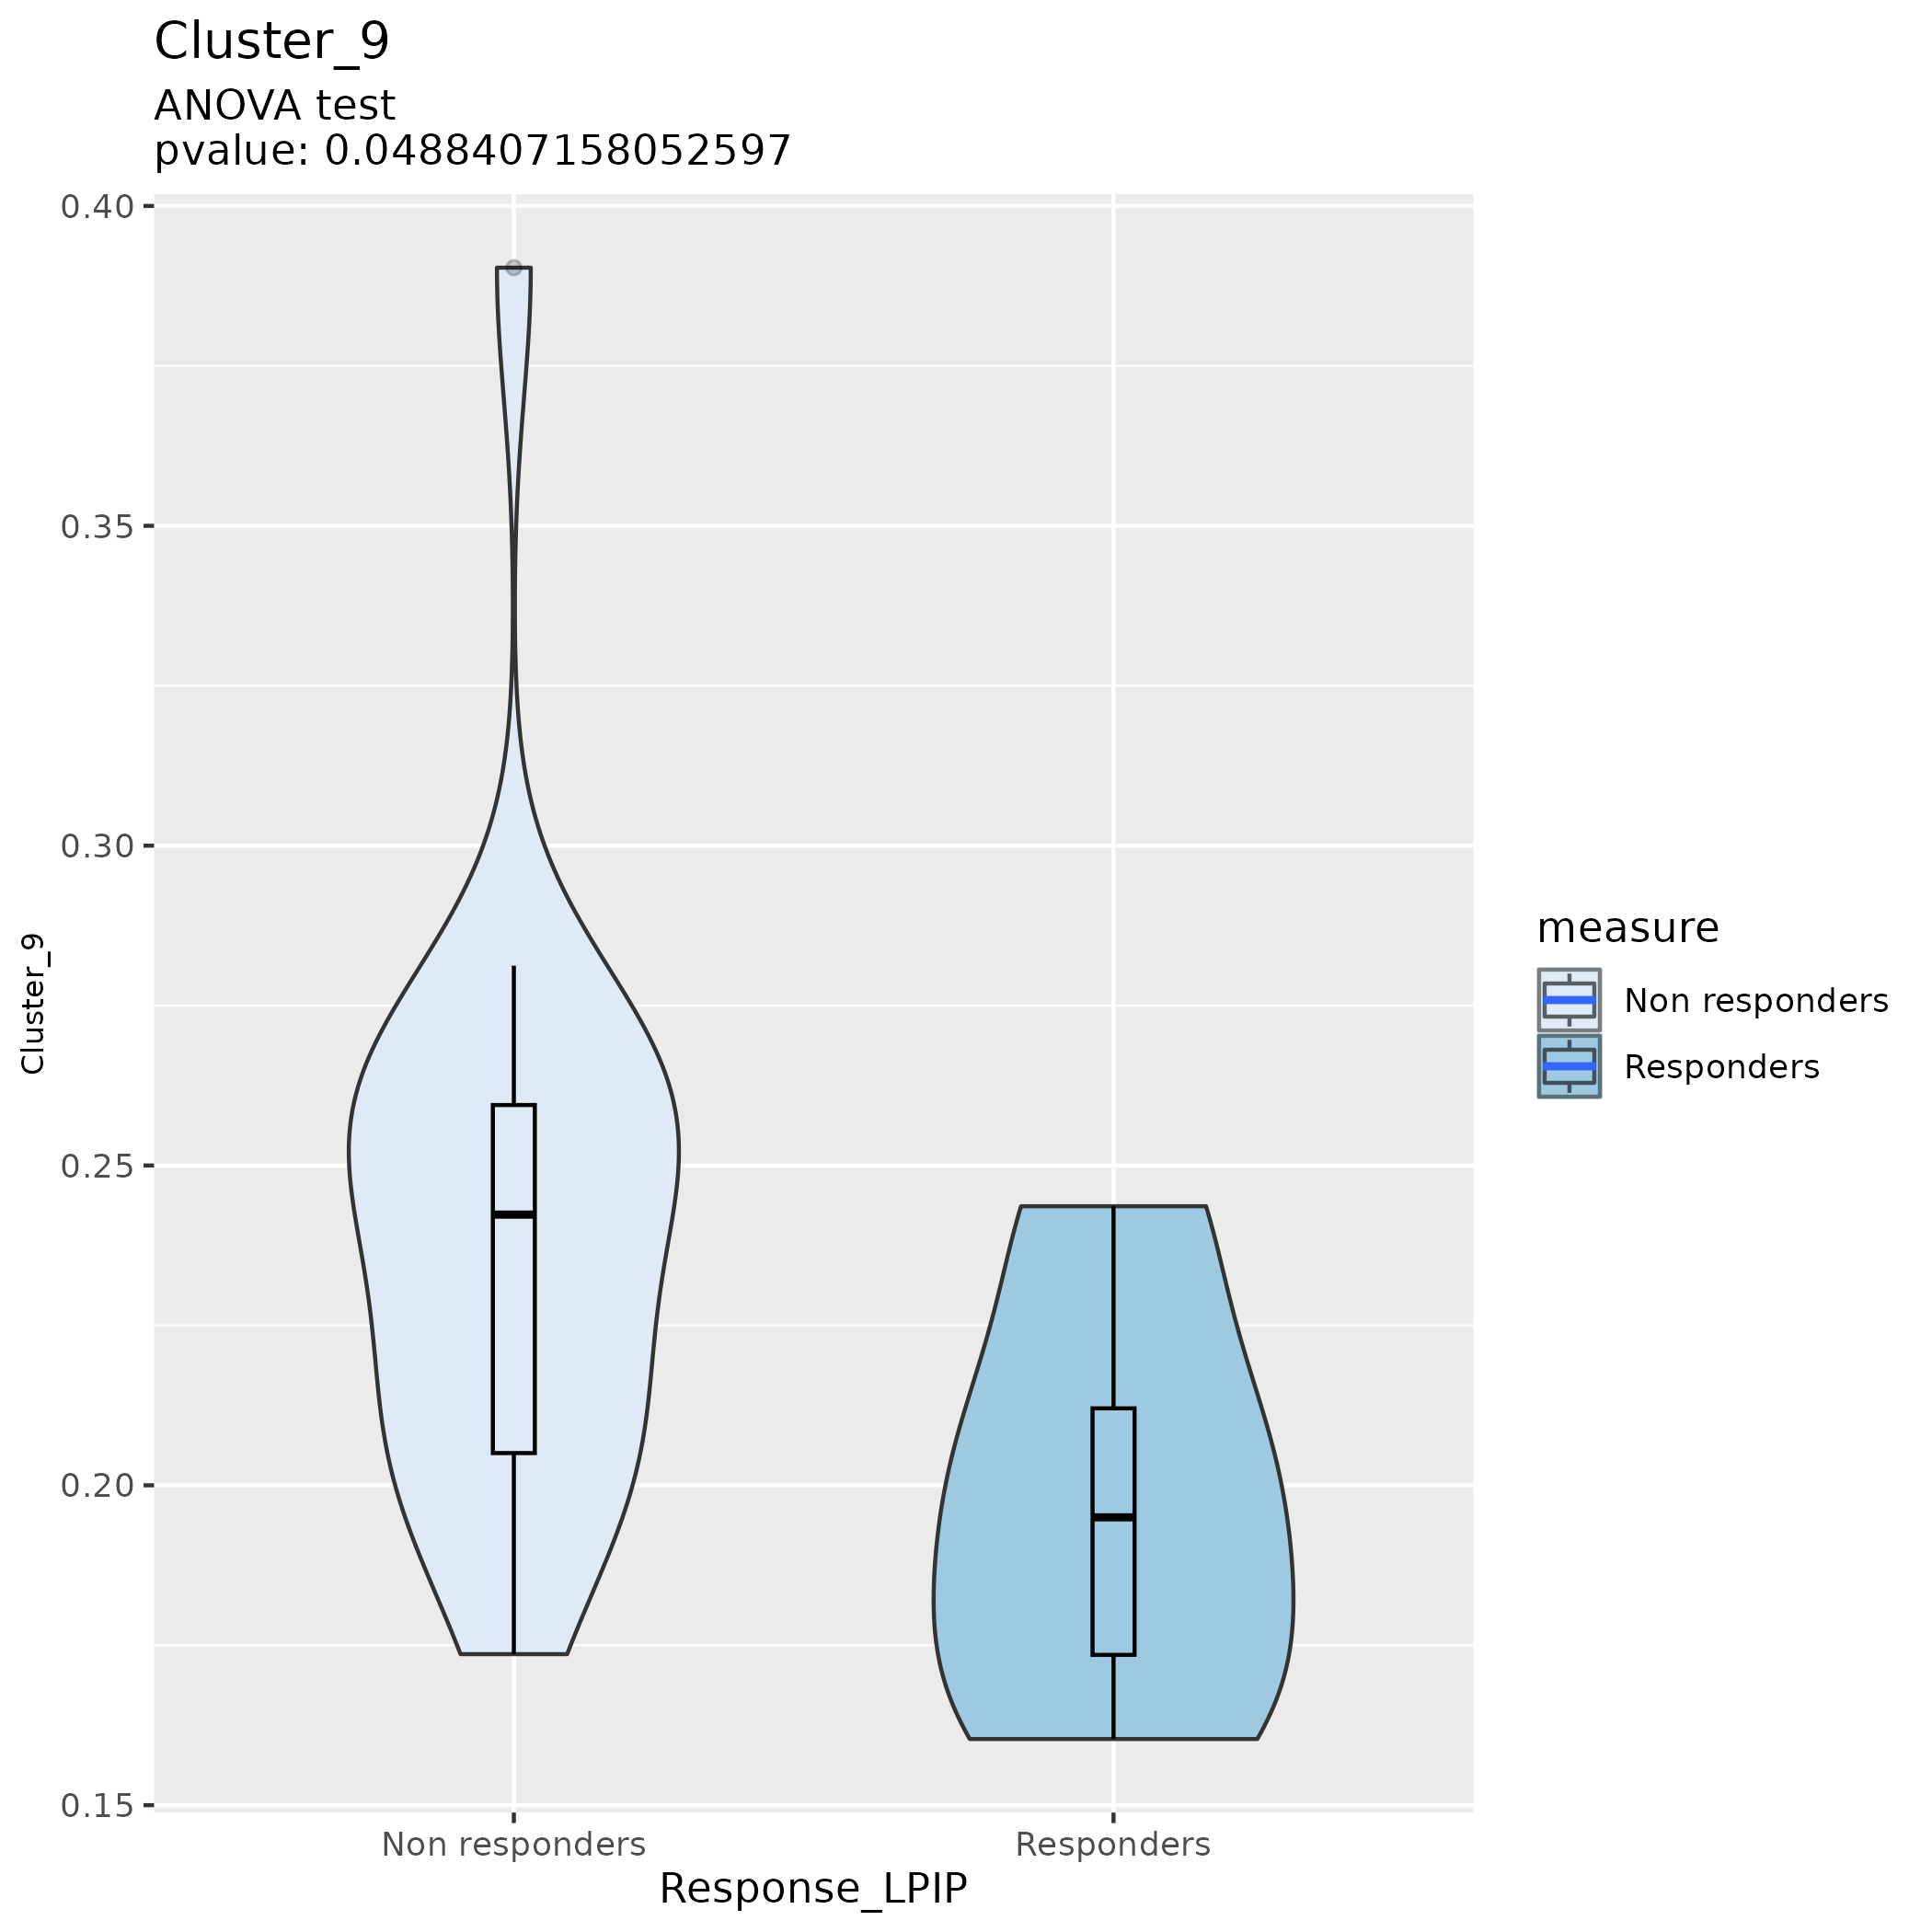 Cluster_9
ANOVA test
pvalue: 0.0488407158052597
0.40
0.35
0.30
0.25
0.20
0.15
Cluster_9
Non responders
Responders
Response_LPIP
measure
Non responders
Responders